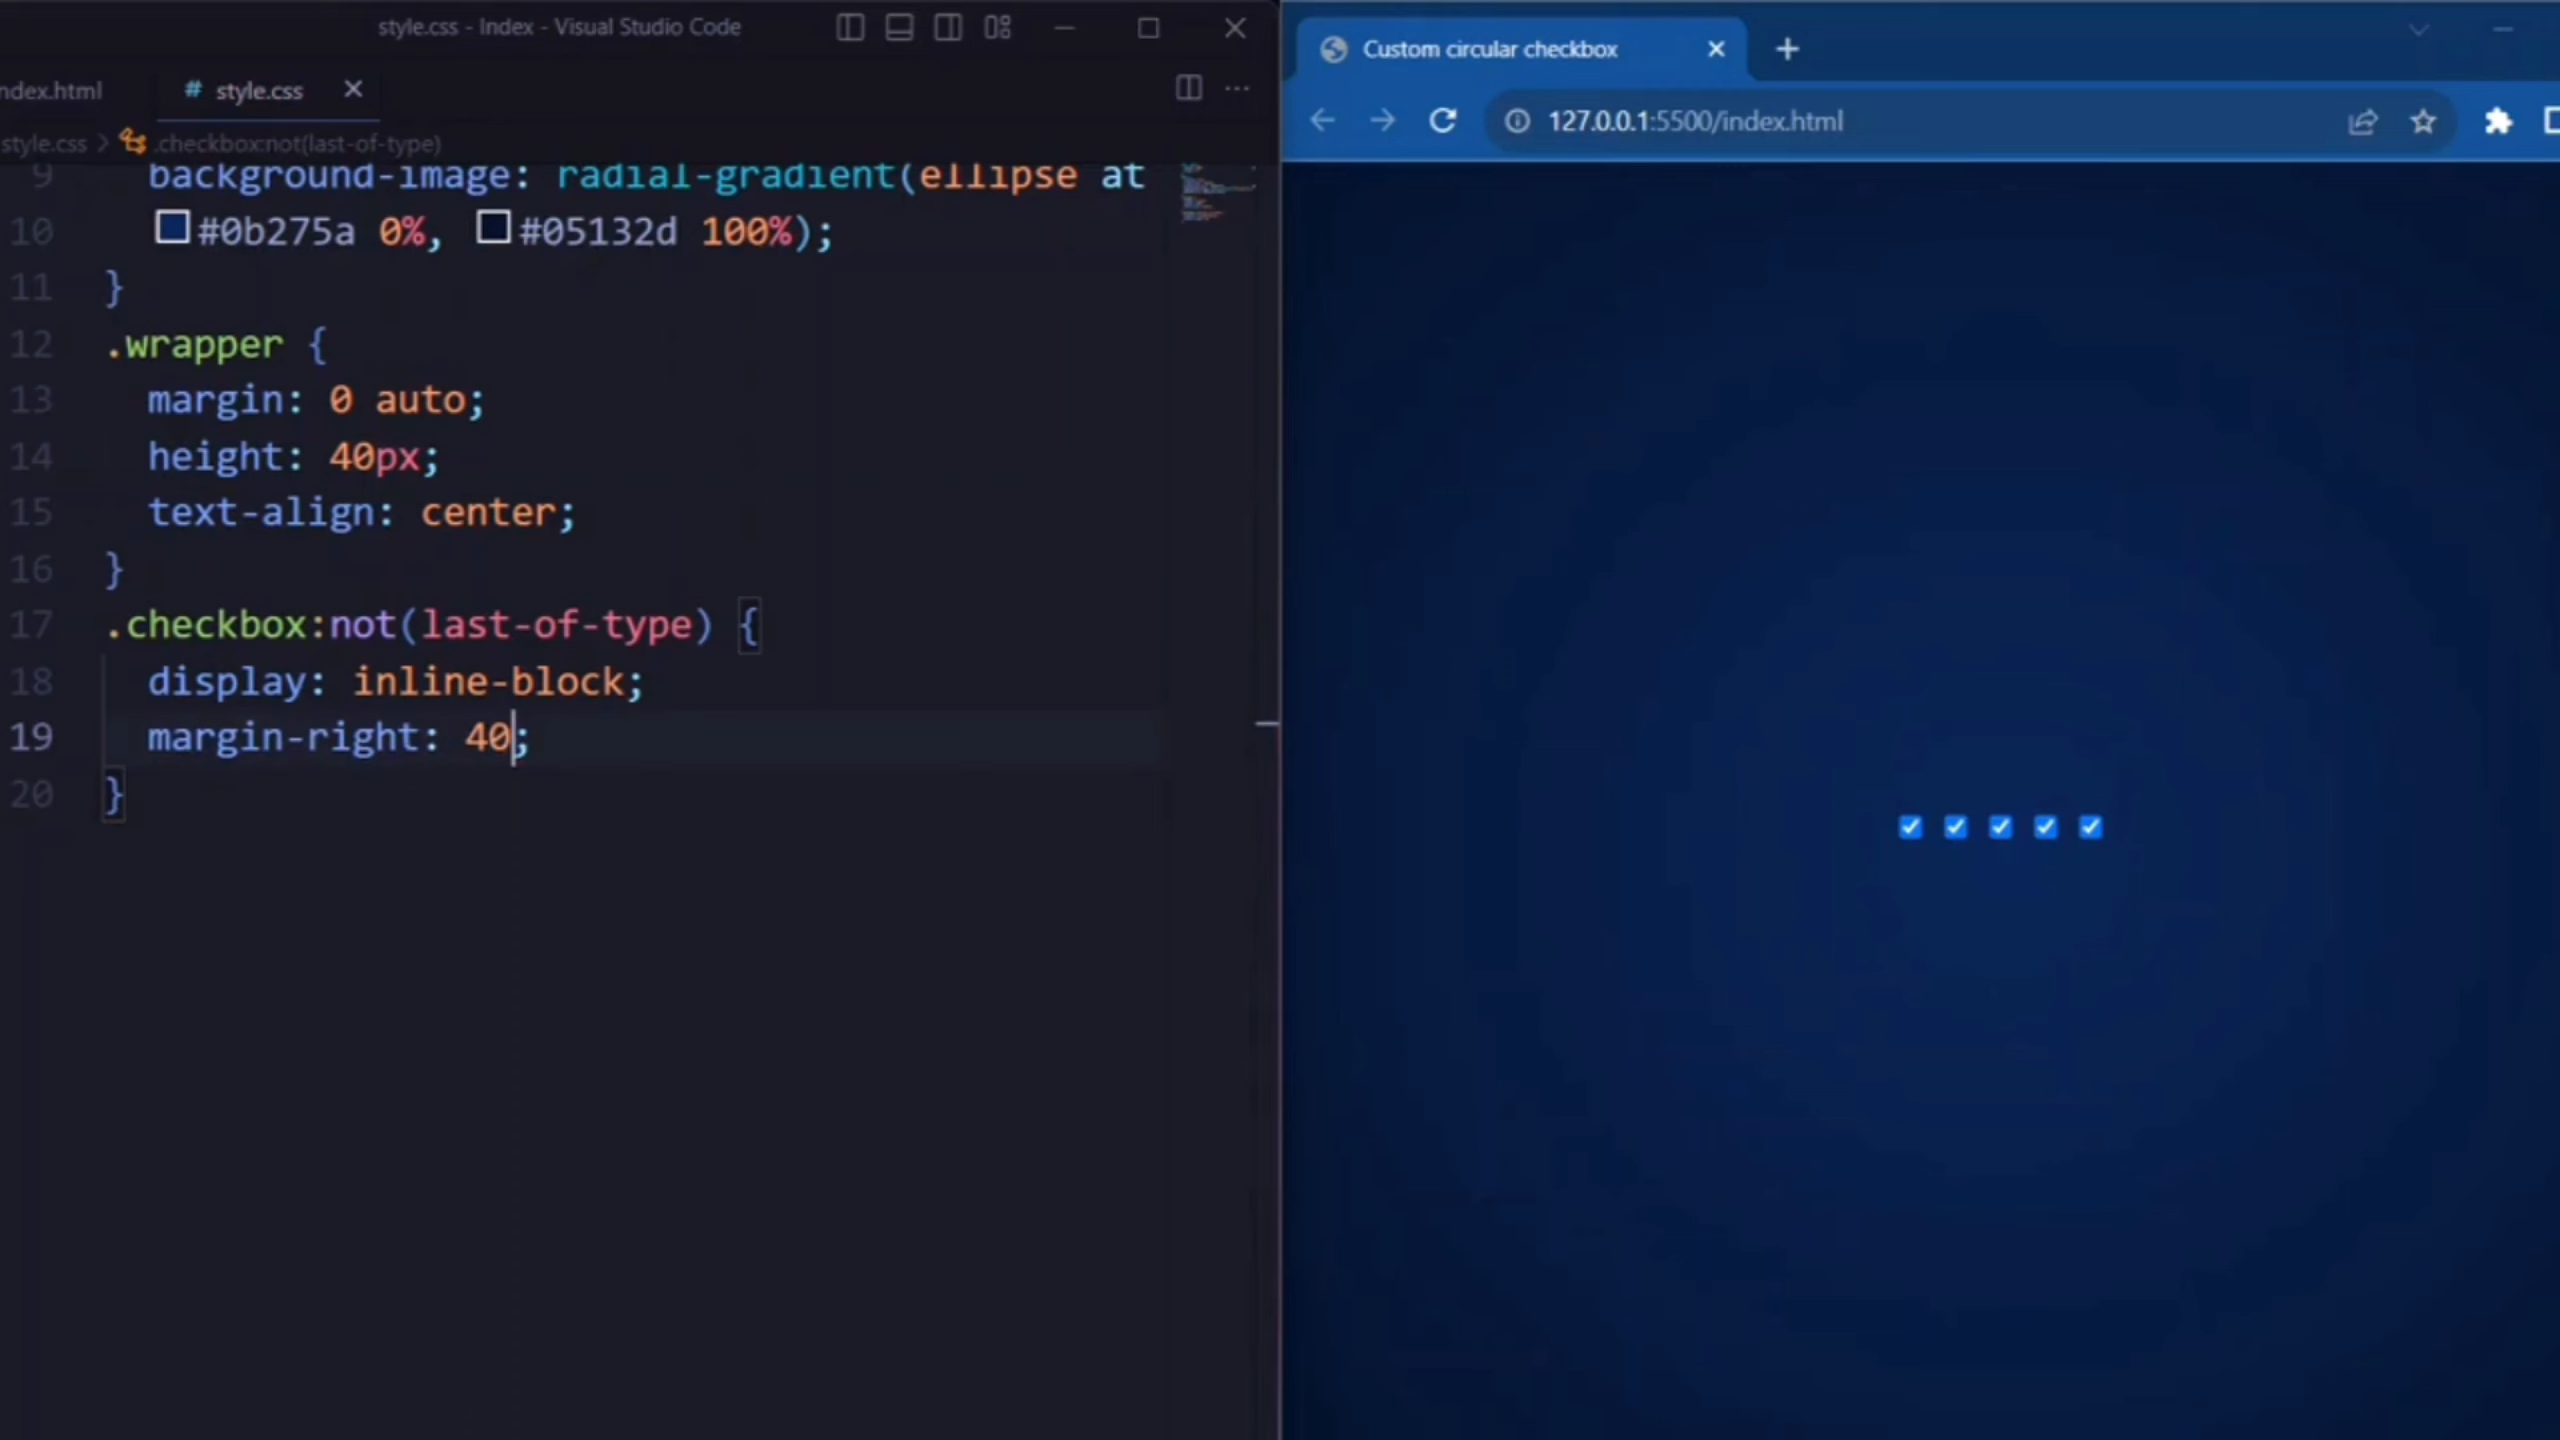 style.css - Index - Visual Studio Code
ndex.html
# style.css
style.css > .checkbox:not(last-of-type)
9 background-image: radial-gradient(ellipse at
10 #0b275a 0%, #05132d 100%);
11 }
12 .wrapper {
13 margin: 0 auto;
14 height: 40px;
15 text-align: center;
16 }
17 .checkbox:not(last-of-type) {
18 display: inline-block;
19 margin-right: 40;
20 }
Custom circular checkbox
127.0.0.1:5500/index.html